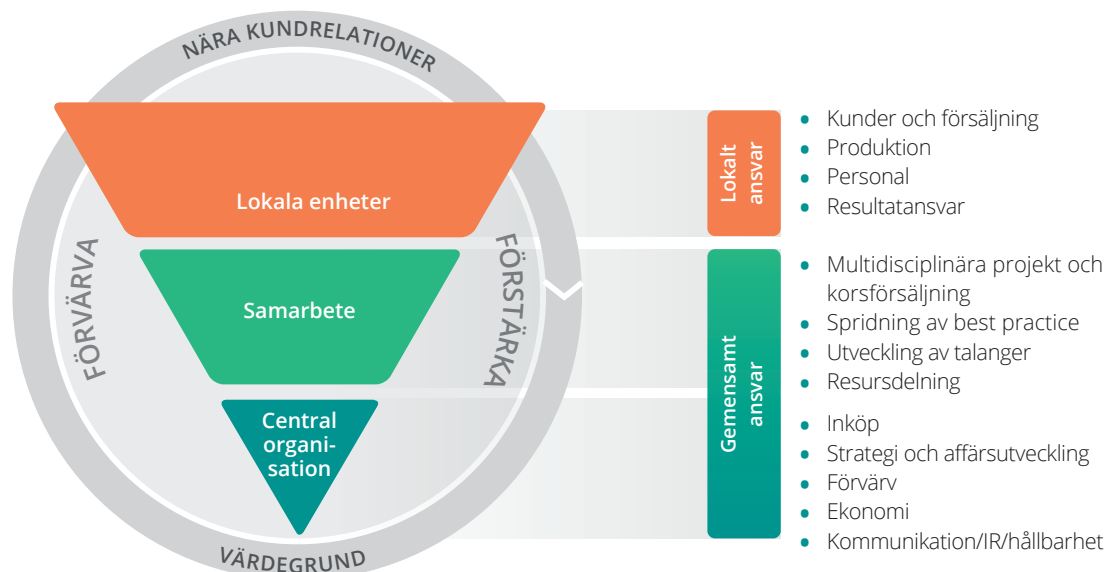 NÄRA KUNDRELATIONER
FÖRVÄRVA
FÖRSTÄRKA
VÄRDEGRUND
Lokala enheter
Samarbete
Central
organi-
sation
Lokalt
ansvar
Kunder och försäljning
Produktion
Personal
Resultatansvar
Gemensamt
ansvar
Multidisciplinära projekt och
korsförsäljning
Spridning av best practice
Utveckling av talanger
Resursdelning
Inköp
Strategi och affärsutveckling
Förvärv
Ekonomi
Kommunikation/IR/hållbarhet